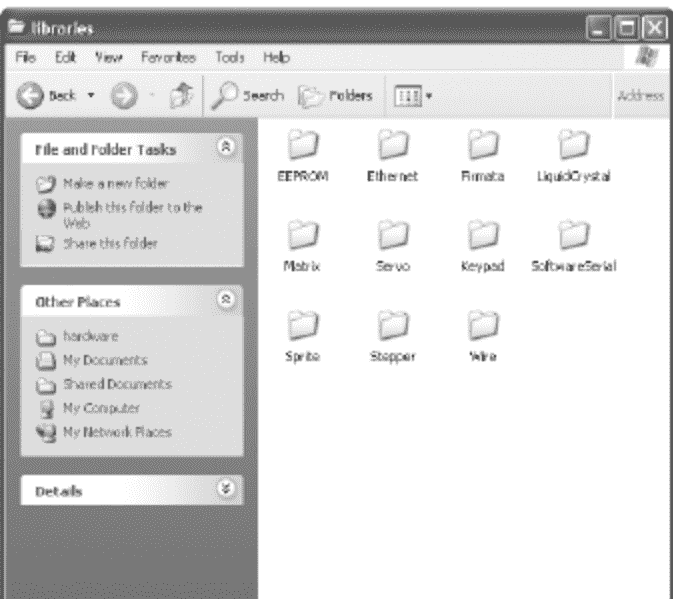 libraries
File Edit View Favorites Tools Help
Back Search Folders Address
File and Folder Tasks
Make a new folder
Publish this folder to the
Web
Share this folder
Other Places
hardware
My Documents
Shared Documents
My Computer
My Network Places
Details
EEPROM Ethernet Firmata LiquidCrystal
Matrix Servo Keypad SoftwareSerial
Sprite Stepper Wire